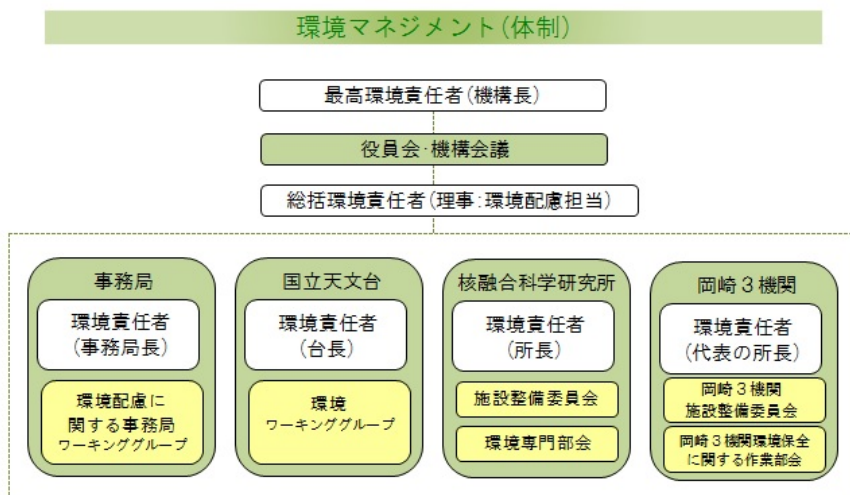 環境マネジメント(体制)
最高環境責任者(機構長)
役員会・機構会議
総括環境責任者(理事:環境配慮担当)
事務局
環境責任者
(事務局長)
環境配慮に
関する事務局
ワーキンググループ
国立天文台
環境責任者
(台長)
環境
ワーキンググループ
核融合科学研究所
環境責任者
(所長)
施設整備委員会
環境専門部会
岡崎3機関
環境責任者
(代表の所長)
岡崎3機関
施設整備委員会
岡崎3機関環境保全
に関する作業部会